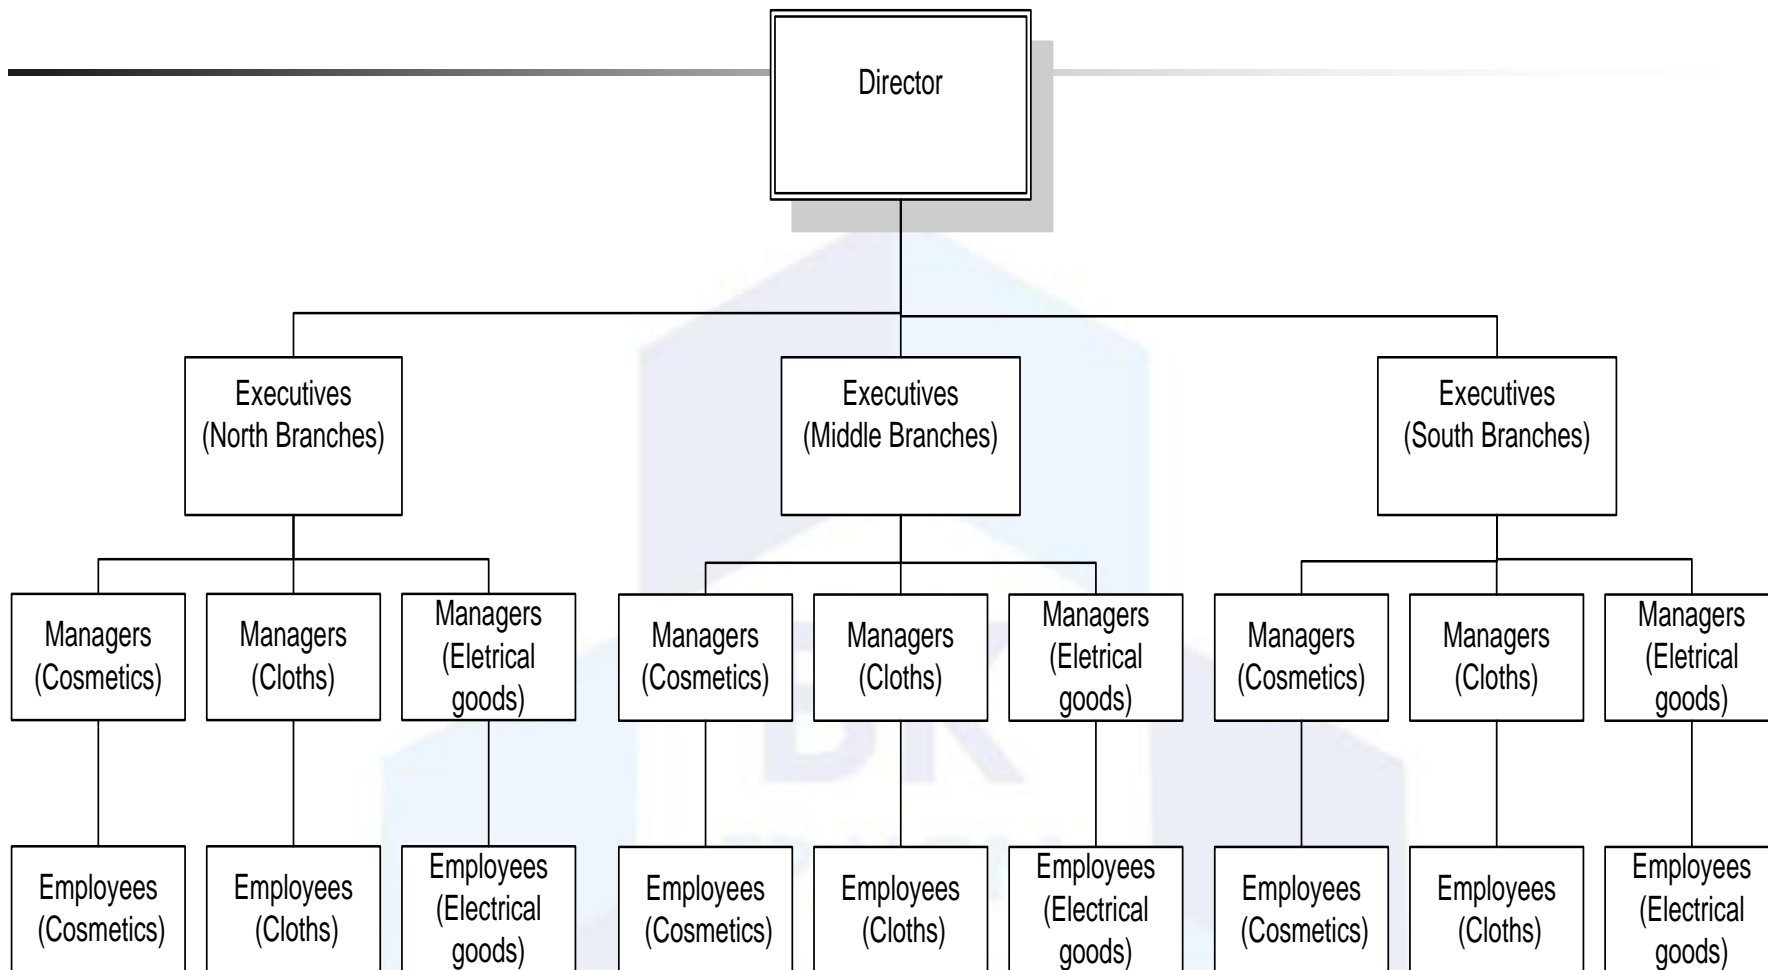 Director
Executives
(North Branches)
Executives
(Middle Branches)
Executives
(South Branches)
Managers
(Cosmetics)
Managers
(Cloths)
Managers
(Eletrical
goods)
Managers
(Cosmetics)
Managers
(Cloths)
Managers
(Eletrical
goods)
Managers
(Cosmetics)
Managers
(Cloths)
Managers
(Eletrical
goods)
Employees
(Cosmetics)
Employees
(Cloths)
Employees
(Electrical
goods)
Employees
(Cosmetics)
Employees
(Cloths)
Employees
(Electrical
goods)
Employees
(Cosmetics)
Employees
(Cloths)
Employees
(Electrical
goods)